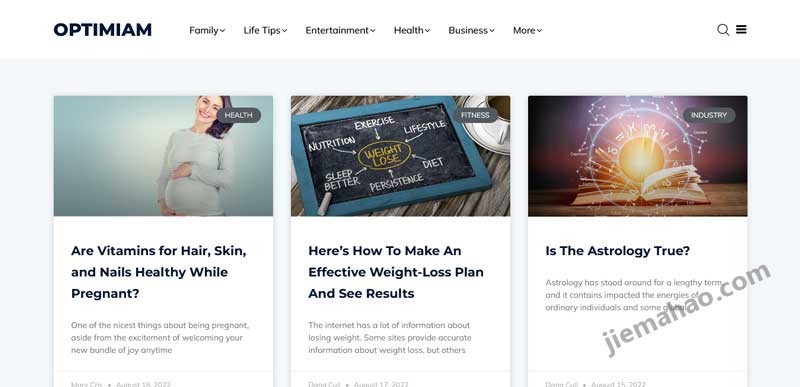 OPTIMIAM
Family Life Tips Entertainment Health Business More
HEALTH
FITNESS
EXERCISE
NUTRITION
LIFESTYLE
WEIGHT
LOSE
SLEEP
BETTER
DIET
PERSISTENCE
INDUSTRY
Are Vitamins for Hair, Skin,
and Nails Healthy While
Pregnant?
One of the nicest things about being pregnant,
aside from the excitement of welcoming your
new bundle of joy anytime
Marx Cris • August 18, 2022
Here's How To Make An
Effective Weight-Loss Plan
And See Results
The internet has a lot of information about
losing weight. Some sites provide accurate
information about weight loss, but others
Dana Cull • August 17, 2022
Is The Astrology True?
Astrology has stood around for a lengthy term
and it contains impacted the energies of
ordinary individuals and some global
Dana Cull • August 15, 2022
jiemahao.com